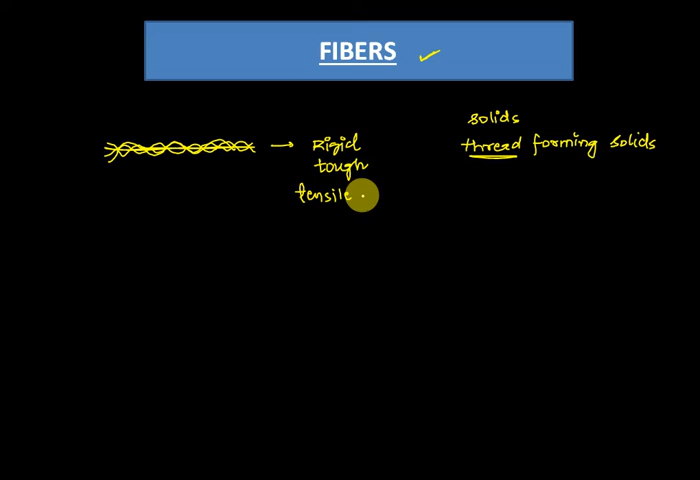 FIBERS
solids
Rigid
thread forming solids
tough
tensile